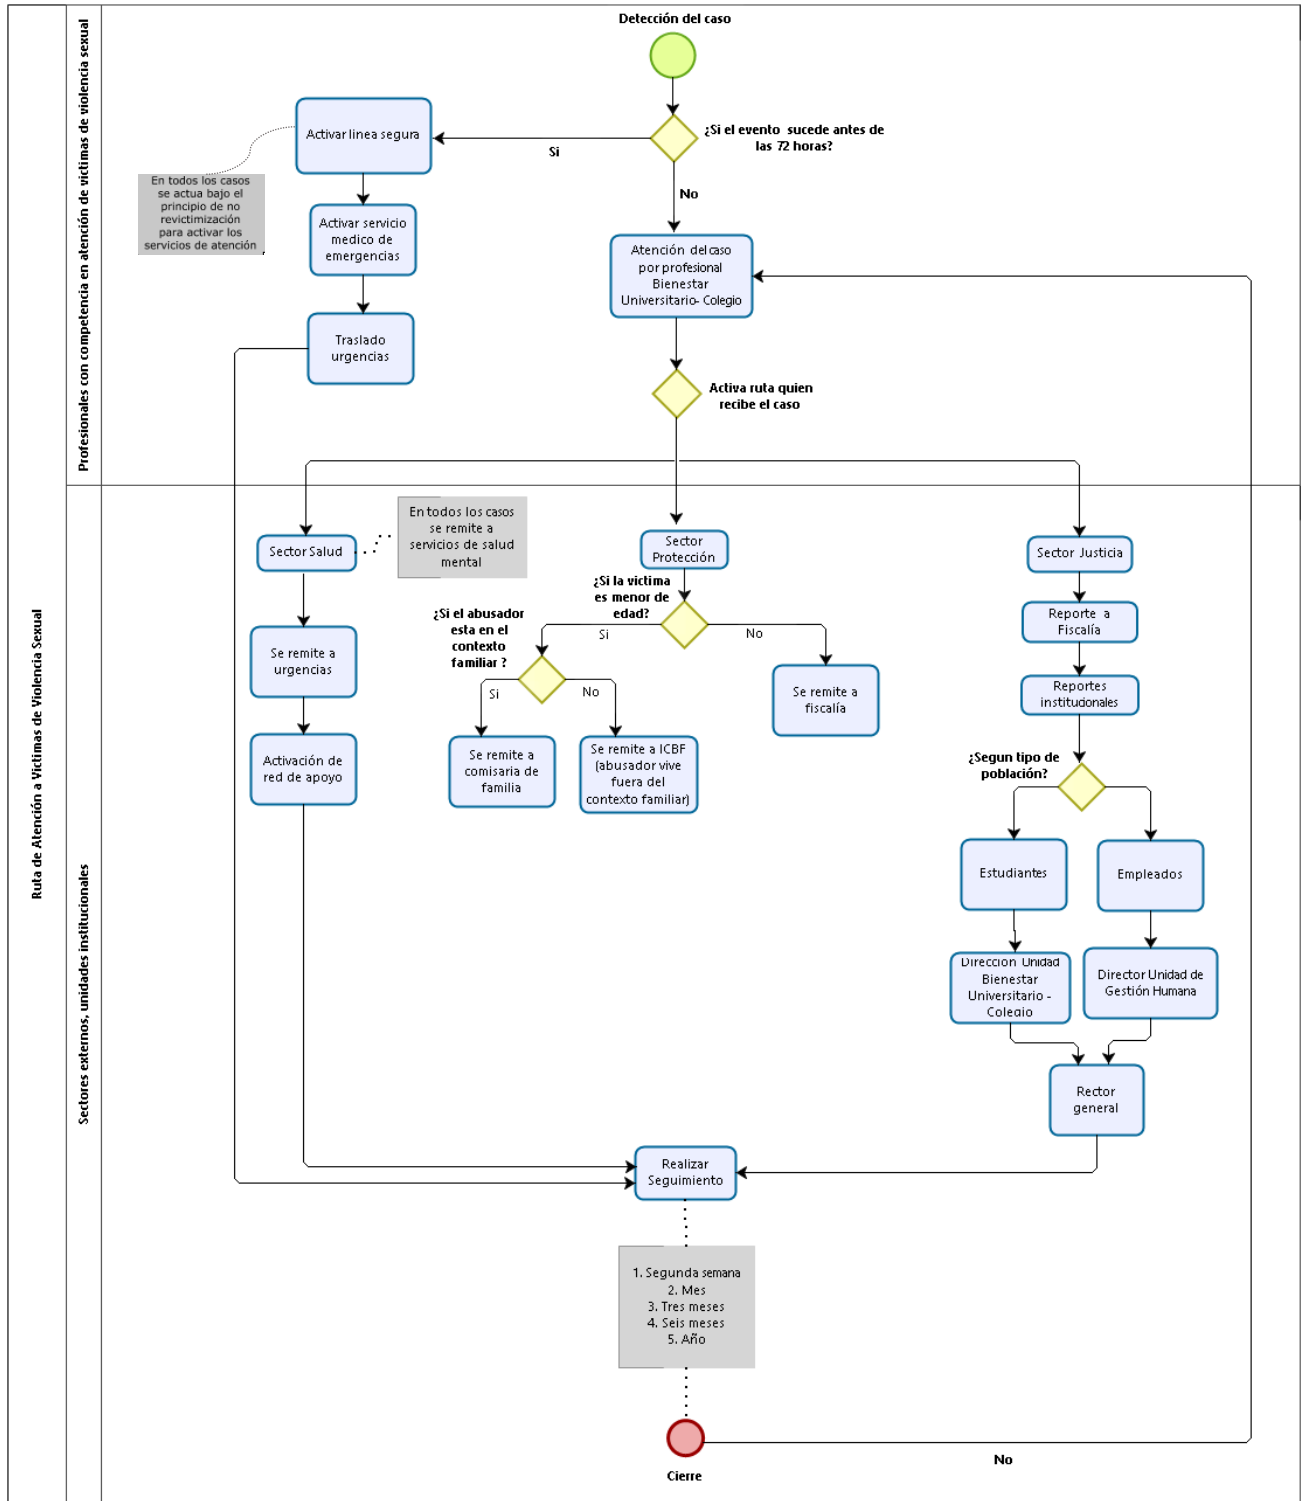 Ruta de Atención a Victimas de Violencia Sexual
Profesionales con competencia en atención de victimas de violencia sexual
Detección del caso
¿Si el evento sucede antes de
las 72 horas?
Si
No
Activar linea segura
En todos los casos
se actua bajo el
principio de no
revictimización
para activar los
servicios de atención
Activar servicio
medico de
emergencias
Traslado
urgencias
Atención del caso
por profesional
Bienestar
Universitario- Colegio
Activa ruta quien
recibe el caso
Sectores externos, unidades institucionales
Sector Salud
En todos los casos
se remite a
servicios de salud
mental
Se remite a
urgencias
Activación de
red de apoyo
Sector
Protección
¿Si la victima
es menor de
edad?
Si
No
¿Si el abusador
esta en el
contexto
familiar ?
Si
No
Se remite a
comisaria de
familia
Se remite a ICBF
(abusador vive
fuera del
contexto familiar)
Se remite a
fiscalía
Sector Justicia
Reporte a
Fiscalía
Reportes
institucionales
¿Segun tipo de
población?
Estudiantes
Empleados
Dirección Unidad
Bienestar
Universitario -
Colegio
Director Unidad de
Gestión Humana
Rector
general
Realizar
Seguimiento
1. Segunda semana
2. Mes
3. Tres meses
4. Seis meses
5. Año
Cierre
No